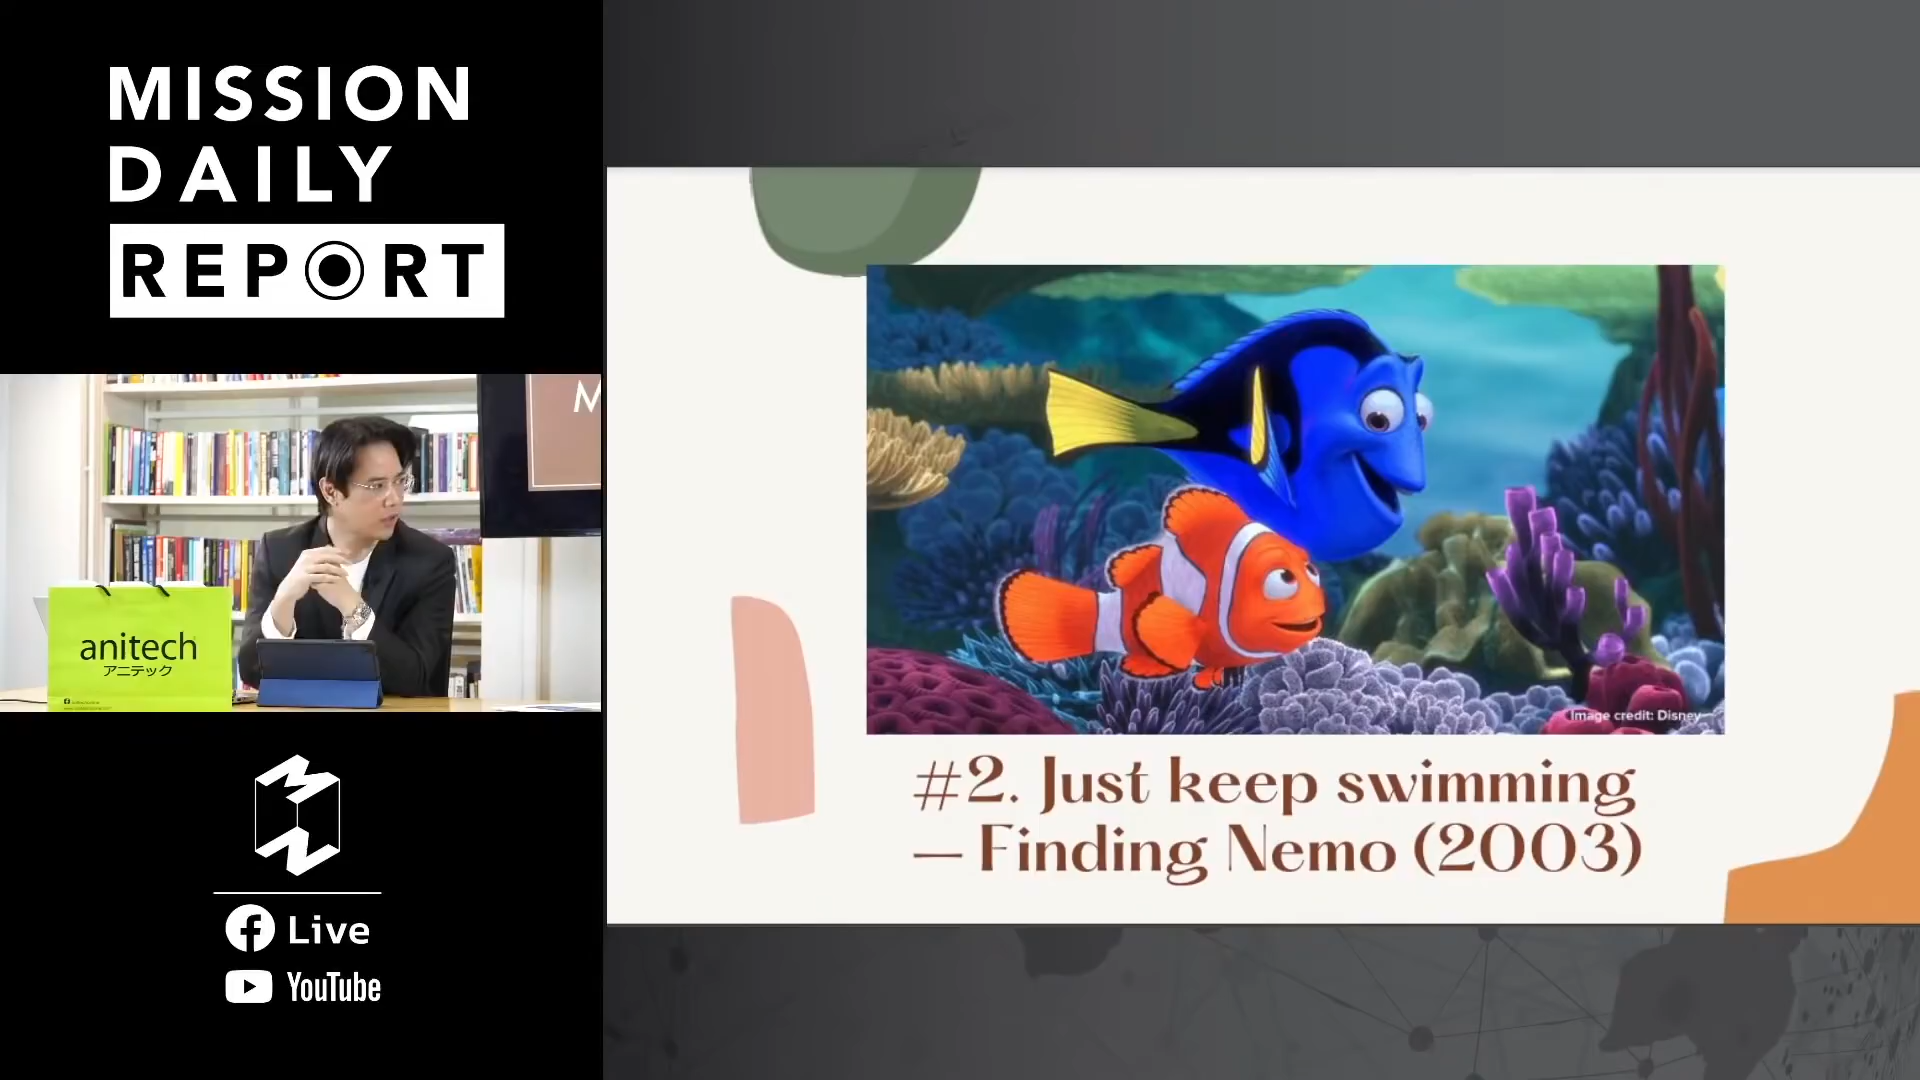 MISSION
DAILY
REPORT
M
anitech
アニテック
Live
YouTube
Image credit: Disney
#2. Just keep swimming
— Finding Nemo (2003)